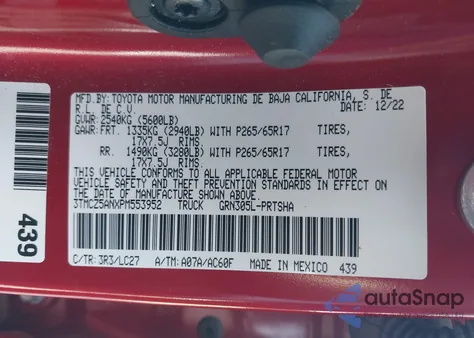 MFD.BY: TOYOTA MOTOR MANUFACTURING DE BAJA CALIFORNIA, S. DE
R.L. DE C.V. DATE: 12/22
GVWR: 2540KG (5600LB)
GAWR: FRT. 1335KG (2940LB) WITH P265/65R17 TIRES,
17X7.5J RIMS.
RR. 1490KG (3280LB) WITH P265/65R17 TIRES,
17X7.5J RIMS.
THIS VEHICLE CONFORMS TO ALL APPLICABLE FEDERAL MOTOR
VEHICLE SAFETY AND THEFT PREVENTION STANDARDS IN EFFECT ON
THE DATE OF MANUFACTURE SHOWN ABOVE.
3TMCZ5ANXPM553952 TRUCK GRN305L-PRTSHA
C/TR: 3R3/LC27 A/TM: A07A/AC60F MADE IN MEXICO 439
439
autoSnap